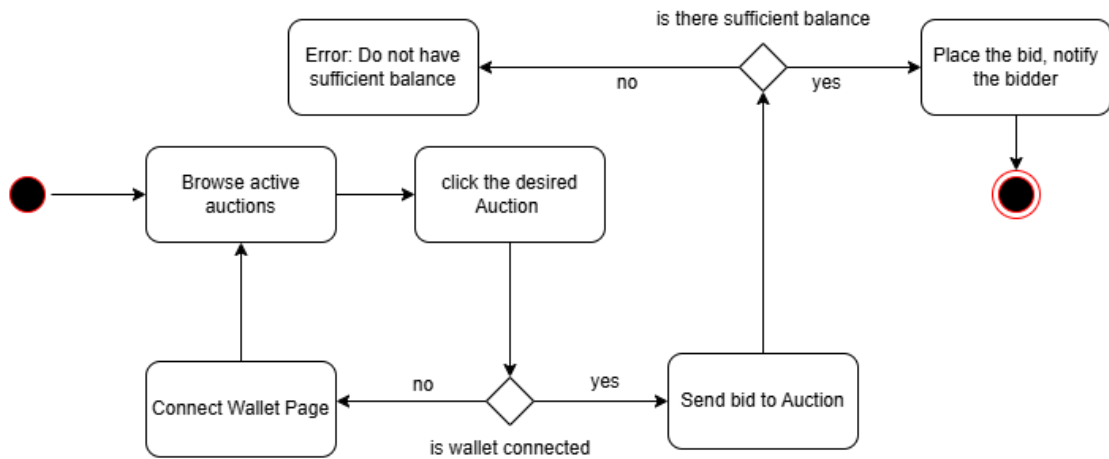 is there sufficient balance
Error: Do not have
sufficient balance
no
yes
Place the bid, notify
the bidder
Browse active
auctions
click the desired
Auction
Connect Wallet Page
no
yes
is wallet connected
Send bid to Auction